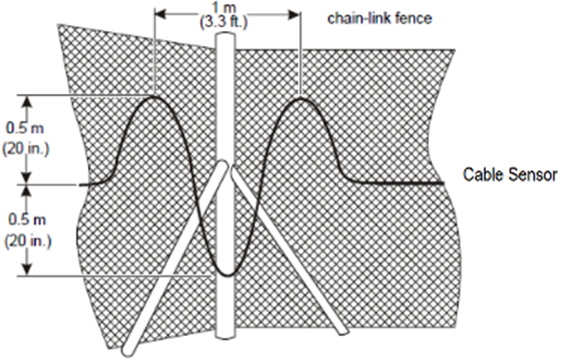 1 m
(3.3 ft.)
chain-link fence
0.5 m
(20 in.)
Cable Sensor
0.5 m
(20 in.)